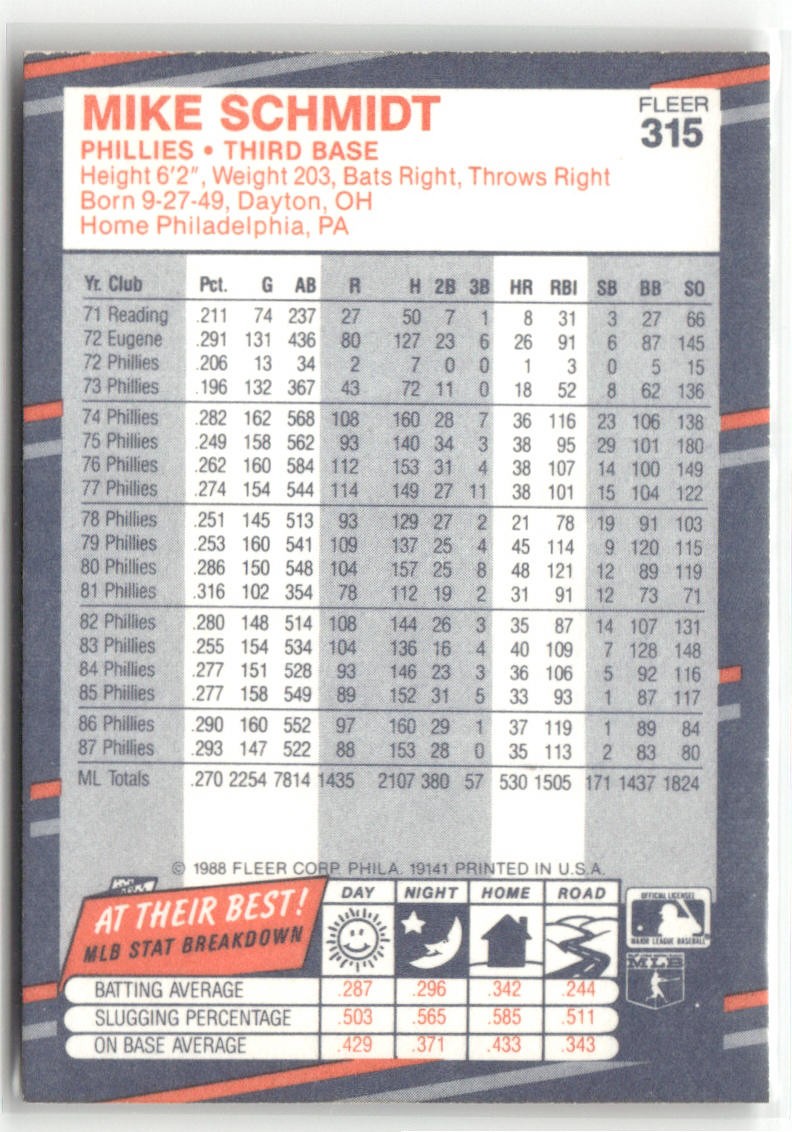 MIKE SCHMIDT
FLEER
315
PHILLIES • THIRD BASE
Height 6'2", Weight 203, Bats Right, Throws Right
Born 9-27-49, Dayton, OH
Home Philadelphia, PA
Yr. Club Pct. G AB R H 2B 3B HR RBI SB BB SO
71 Reading .211 74 237 27 50 7 1 8 31 3 27 66
72 Eugene .291 131 436 80 127 23 6 26 91 6 87 145
72 Phillies .206 13 34 2 7 0 0 1 3 0 5 15
73 Phillies .196 132 367 43 72 11 0 18 52 8 62 136
74 Phillies .282 162 568 108 160 28 7 36 116 23 106 138
75 Phillies .249 158 562 93 140 34 3 38 95 29 101 180
76 Phillies .262 160 584 112 153 31 4 38 107 14 100 149
77 Phillies .274 154 544 114 149 27 11 38 101 15 104 122
78 Phillies .251 145 513 93 129 27 2 21 78 19 91 103
79 Phillies .253 160 541 109 137 25 4 45 114 9 120 115
80 Phillies .286 150 548 104 157 25 8 48 121 12 89 119
81 Phillies .316 102 354 78 112 19 2 31 91 12 73 71
82 Phillies .280 148 514 108 144 26 3 35 87 14 107 131
83 Phillies .255 154 534 104 136 16 4 40 109 7 128 148
84 Phillies .277 151 528 93 146 23 3 36 106 5 92 116
85 Phillies .277 158 549 89 152 31 5 33 93 1 87 117
86 Phillies .290 160 552 97 160 29 1 37 119 1 89 84
87 Phillies .293 147 522 88 153 28 0 35 113 2 83 80
ML Totals .270 2254 7814 1435 2107 380 57 530 1505 171 1437 1824
© 1988 FLEER CORP. PHILA. 19141 PRINTED IN U.S.A.
AT THEIR BEST!
MLB STAT BREAKDOWN
DAY NIGHT HOME ROAD
OFFICIAL LICENSEE
MAJOR LEAGUE BASEBALL
MLB
BATTING AVERAGE .287 .296 .342 .244
SLUGGING PERCENTAGE .503 .565 .585 .511
ON BASE AVERAGE .429 .371 .433 .343